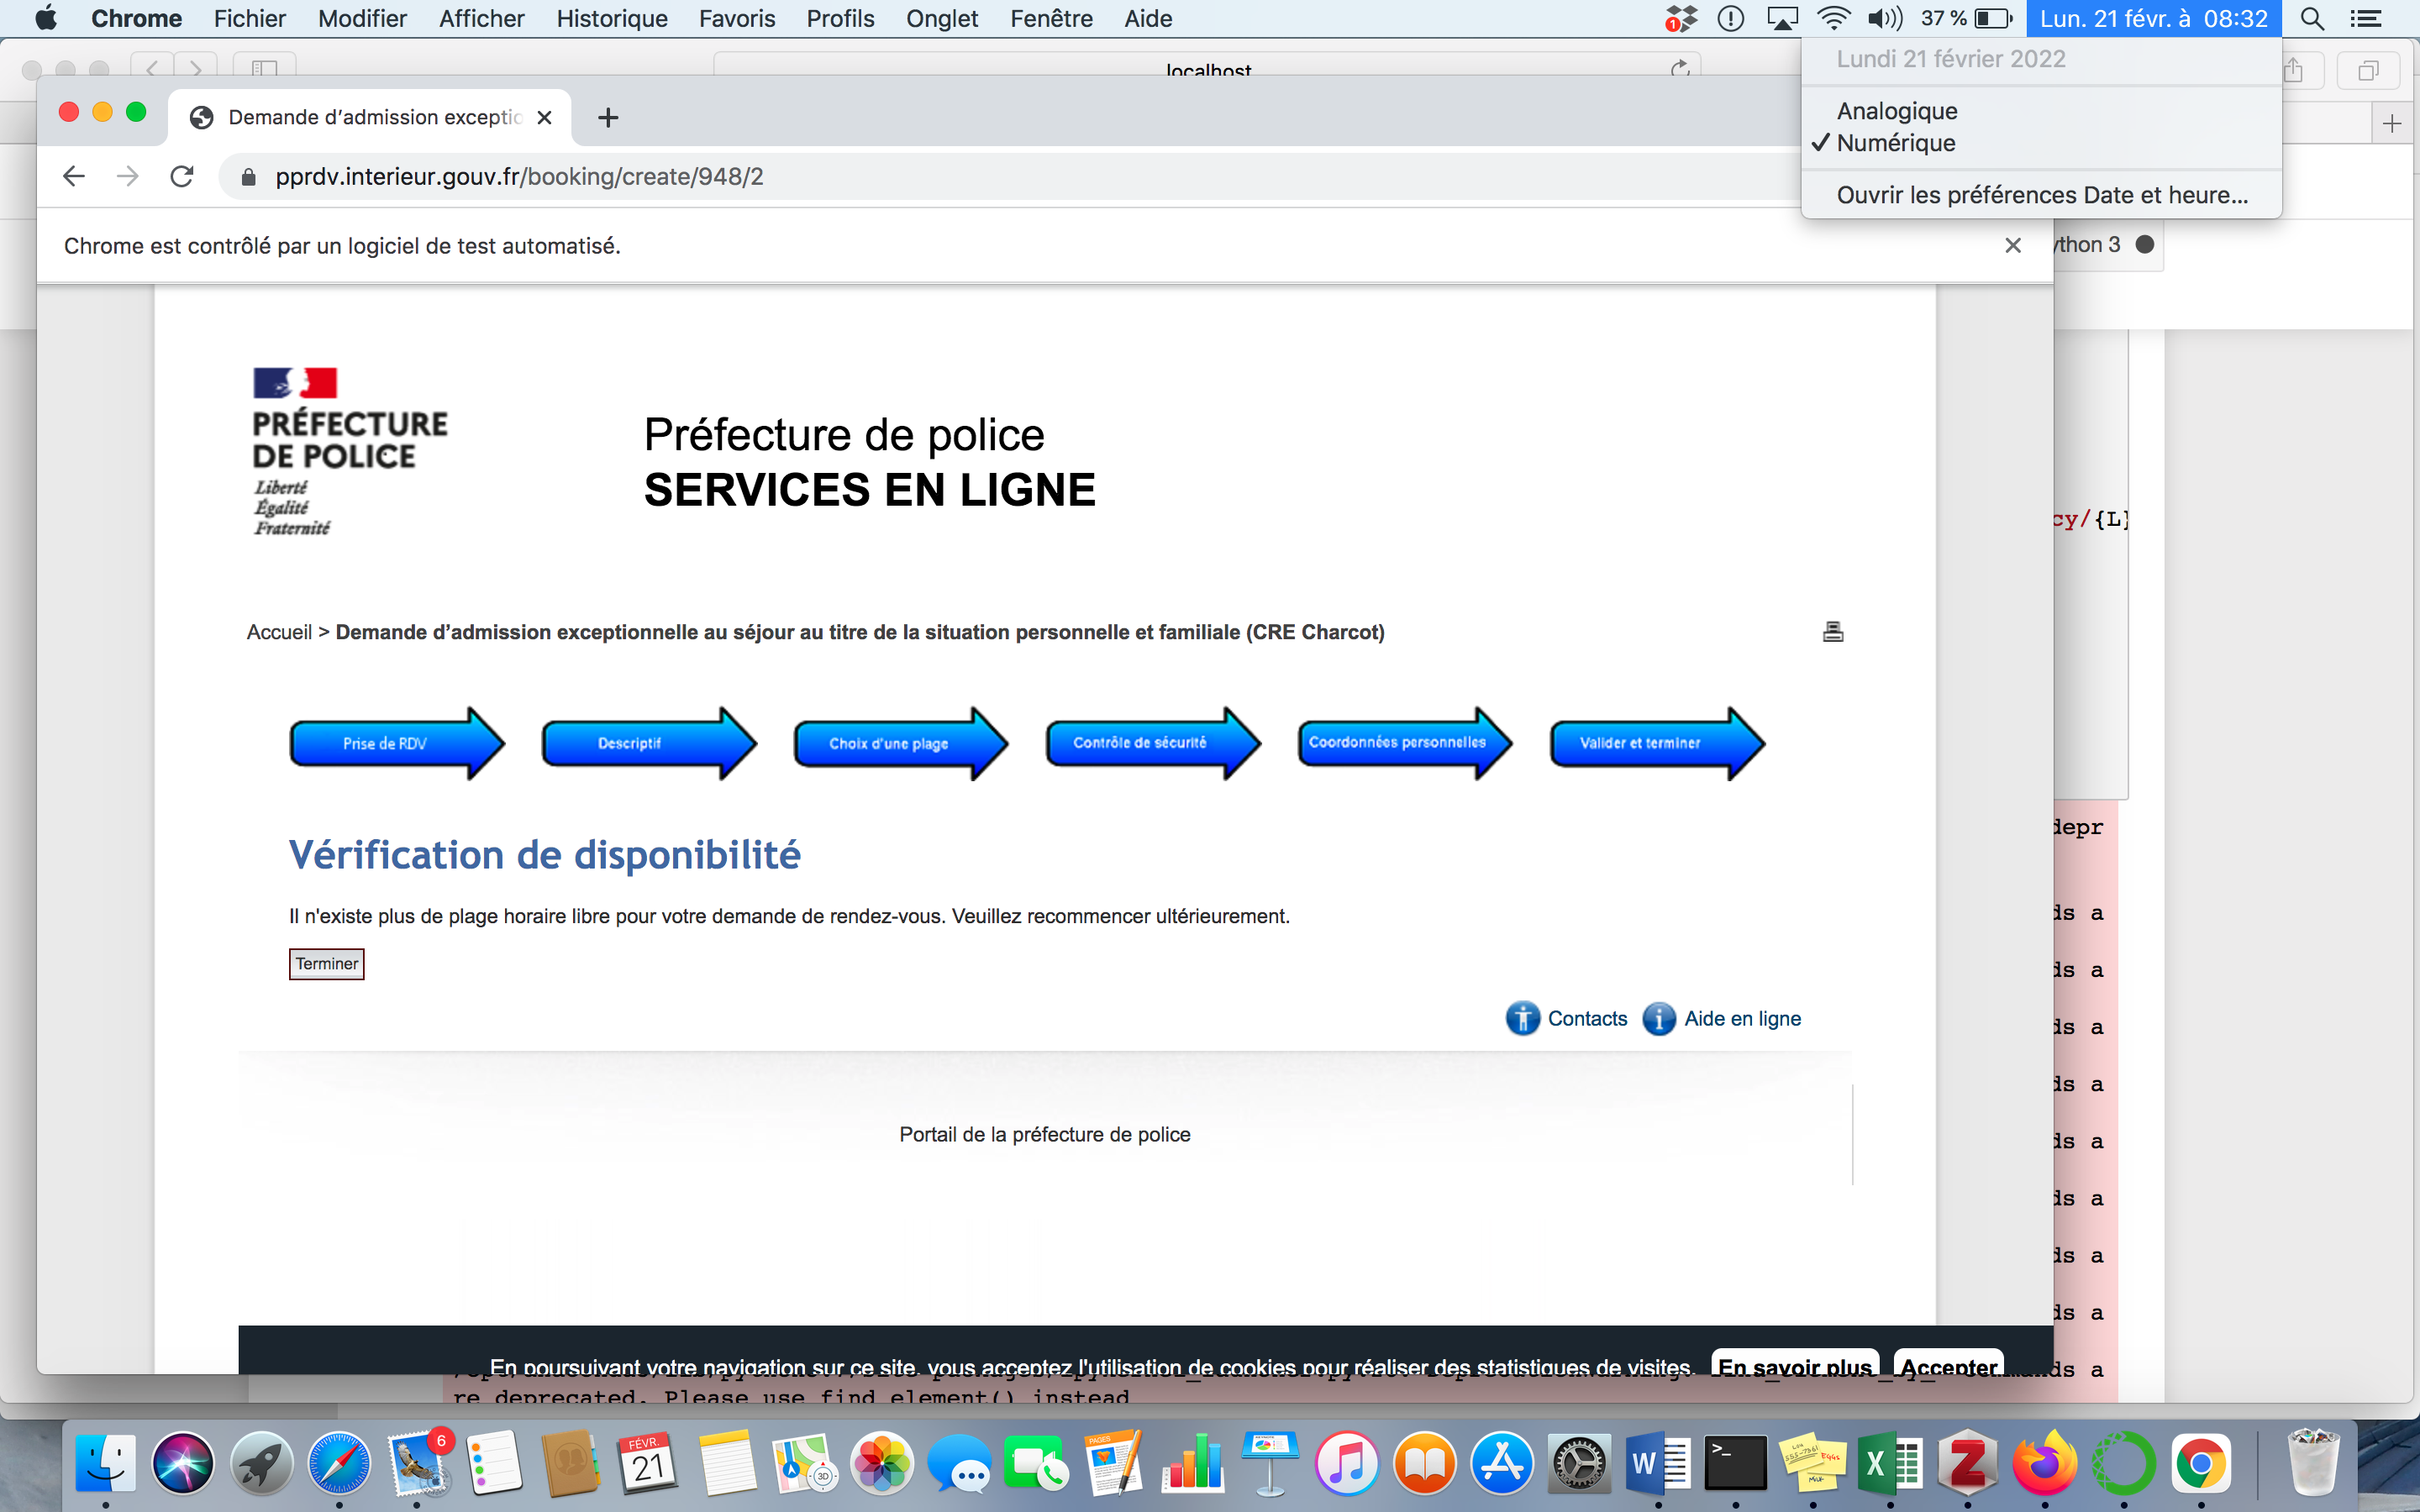 Chrome Fichier Modifier Afficher Historique Favoris Profils Onglet Fenêtre Aide 1 37 % Lun. 21 févr. à 08:32
localhost
Lundi 21 février 2022
Analogique
✓ Numérique
Ouvrir les préférences Date et heure...
Demande d'admission exceptio
pprdv.interieur.gouv.fr/booking/create/948/2
Chrome est contrôlé par un logiciel de test automatisé.
ython 3
PRÉFECTURE
DE POLICE
Liberté
Égalité
Fraternité
Préfecture de police
SERVICES EN LIGNE
cy/{L}
Accueil > Demande d'admission exceptionnelle au séjour au titre de la situation personnelle et familiale (CRE Charcot)
Prise de RDV Descriptif Choix d'une plage Contrôle de sécurité Coordonnées personnelles Valider et terminer
depr
Vérification de disponibilité
Il n'existe plus de plage horaire libre pour votre demande de rendez-vous. Veuillez recommencer ultérieurement.
ds a
Terminer
ds a
Contacts Aide en ligne
ds a
ds a
Portail de la préfecture de police
ds a
ds a
ds a
ds a
En poursuivant votre navigation sur ce site, vous acceptez l'utilisation de cookies pour réaliser des statistiques de visites. En savoir plus Accepter
ds a
re deprecated. Please use find_element() instead
6
FÉVR.
21
PAGES
3D
W
>_
EGGS
MILK
X
Z